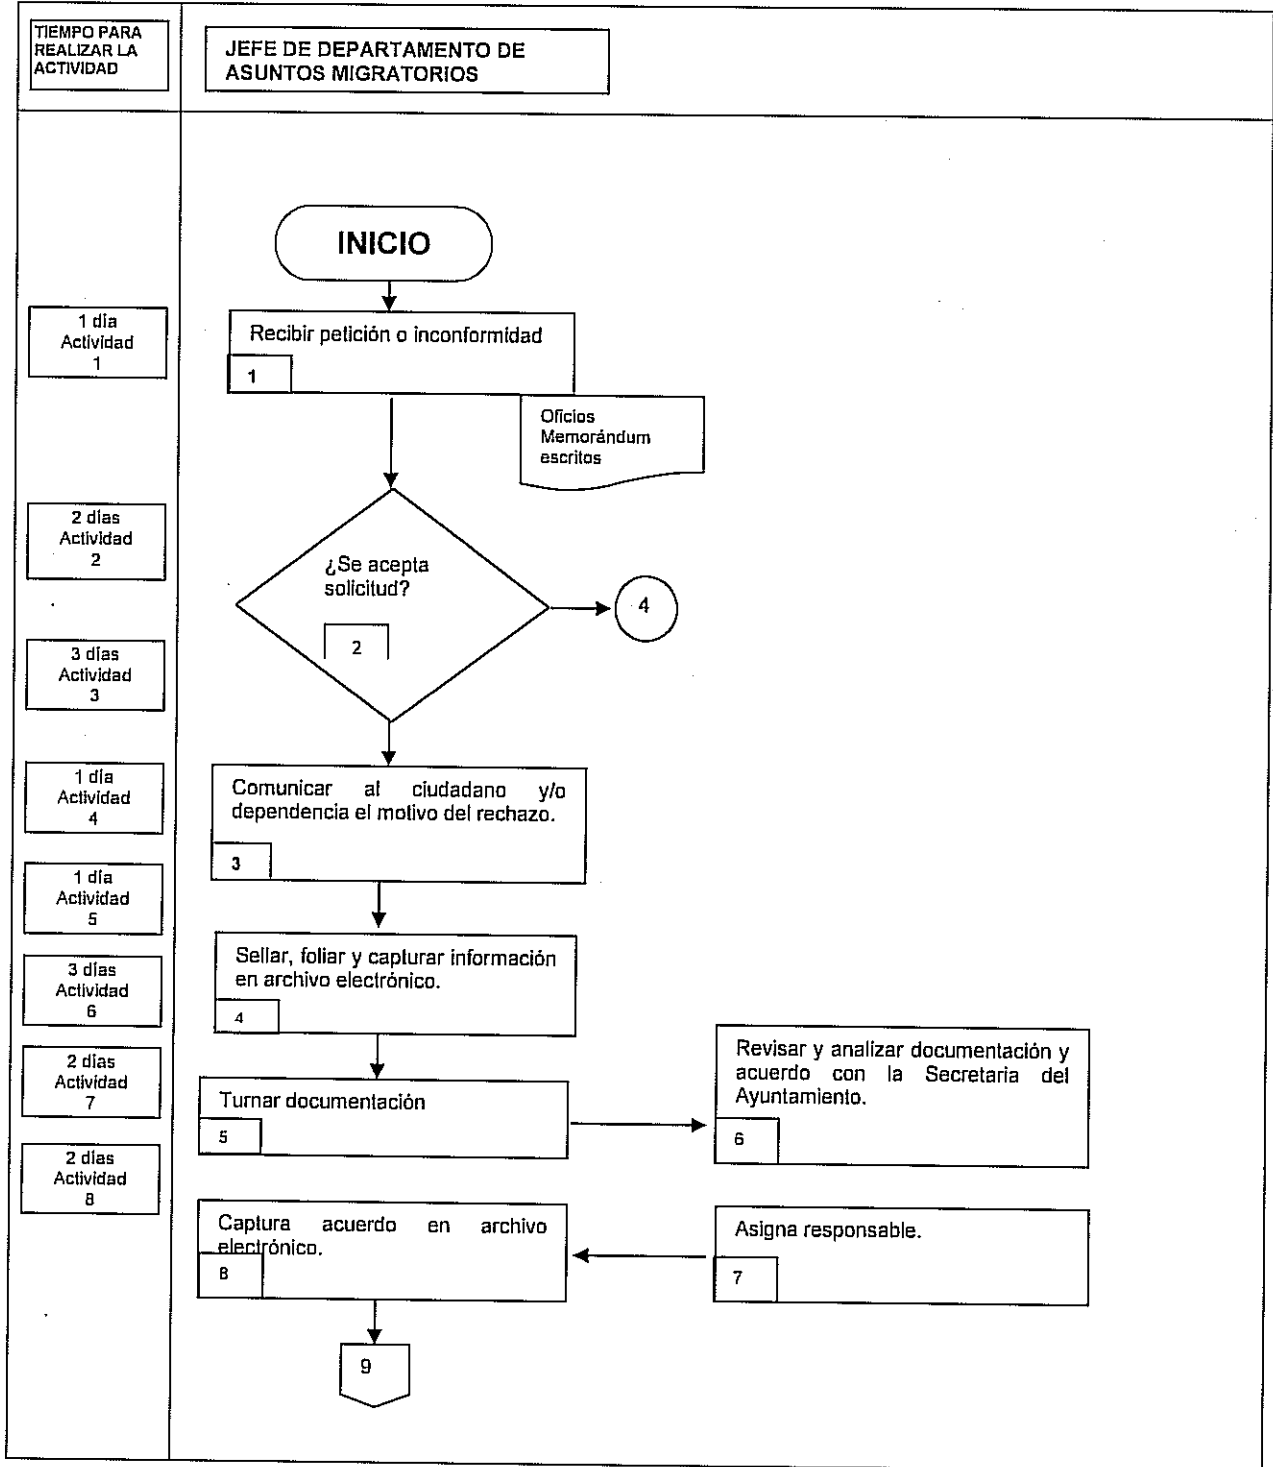 TIEMPO PARA
REALIZAR LA
ACTIVIDAD
JEFE DE DEPARTAMENTO DE
ASUNTOS MIGRATORIOS
INICIO
1 día
Actividad
1
Recibir petición o inconformidad
1
Oficios
Memorándum
escritos
2 días
Actividad
2
¿Se acepta
solicitud?
2
4
3 días
Actividad
3
1 día
Actividad
4
Comunicar al ciudadano y/o
dependencia el motivo del rechazo.
3
1 día
Actividad
5
Sellar, foliar y capturar información
en archivo electrónico.
4
3 días
Actividad
6
2 días
Actividad
7
Turnar documentación
5
Revisar y analizar documentación y
acuerdo con la Secretaria del
Ayuntamiento.
6
2 días
Actividad
8
Captura acuerdo en archivo
electrónico.
8
Asigna responsable.
7
9